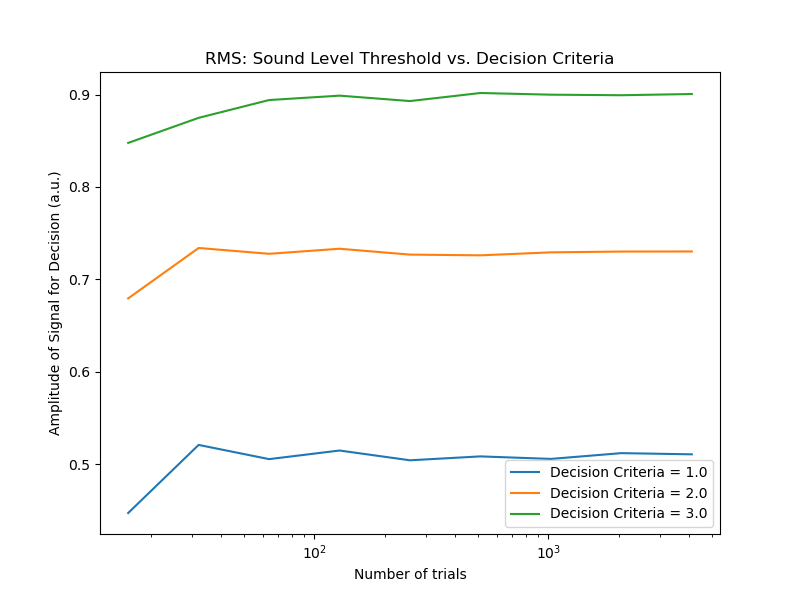 RMS: Sound Level Threshold vs. Decision Criteria
Amplitude of Signal for Decision (a.u.)
0.9
0.8
0.7
0.6
0.5
Decision Criteria = 1.0
Decision Criteria = 2.0
Decision Criteria = 3.0
10²
10³
Number of trials